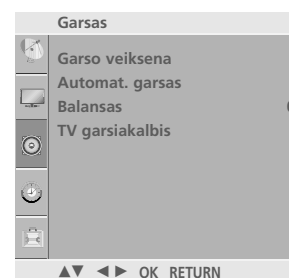 Garsas
Garso veiksena
Automat. garsas
Balansas
TV garsiakalbis
▲▼ ◄► OK RETURN